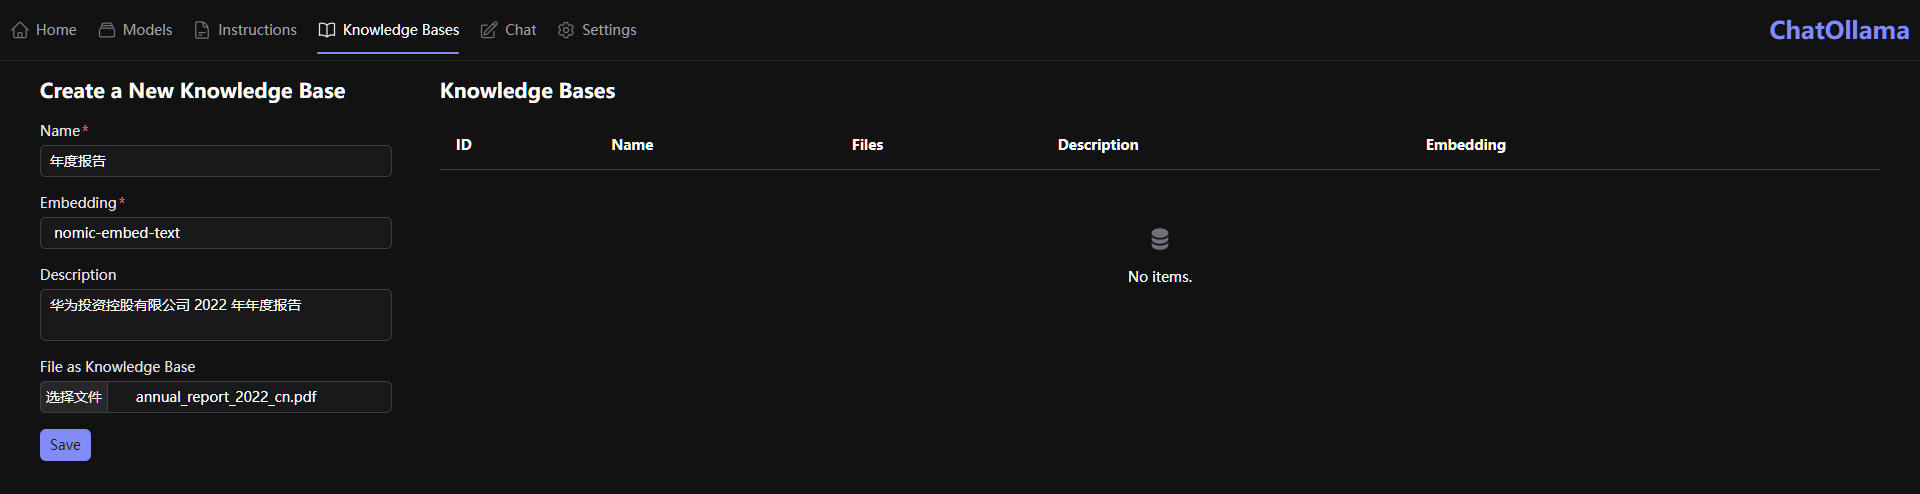 Home Models Instructions Knowledge Bases Chat Settings ChatOllama
Create a New Knowledge Base
Name*
年度报告
Embedding*
nomic-embed-text
Description
华为投资控股有限公司 2022 年年度报告
File as Knowledge Base
选择文件 annual_report_2022_cn.pdf
Save
Knowledge Bases
ID Name Files Description Embedding
No items.